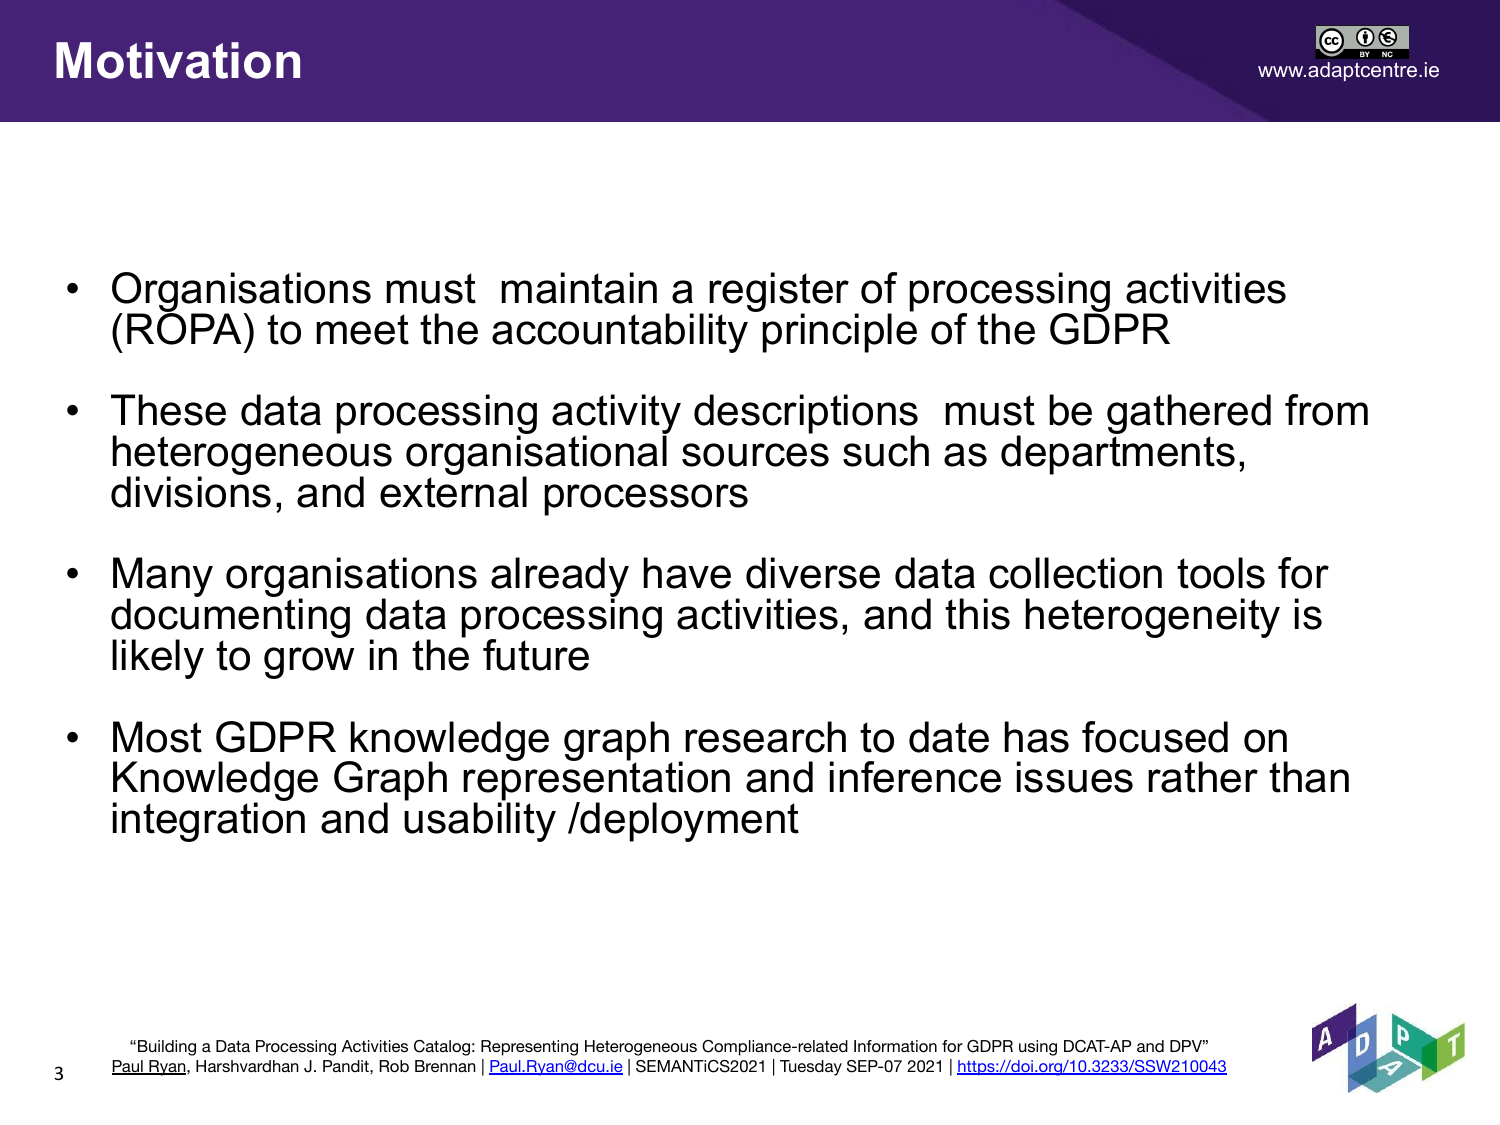 Motivation
cc BY NC
www.adaptcentre.ie
• Organisations must  maintain a register of processing activities
(ROPA) to meet the accountability principle of the GDPR
• These data processing activity descriptions  must be gathered from
heterogeneous organisational sources such as departments,
divisions, and external processors
• Many organisations already have diverse data collection tools for
documenting data processing activities, and this heterogeneity is
likely to grow in the future
• Most GDPR knowledge graph research to date has focused on
Knowledge Graph representation and inference issues rather than
integration and usability /deployment
“Building a Data Processing Activities Catalog: Representing Heterogeneous Compliance-related Information for GDPR using DCAT-AP and DPV”
Paul Ryan, Harshvardhan J. Pandit, Rob Brennan | Paul.Ryan@dcu.ie | SEMANTiCS2021 | Tuesday SEP-07 2021 | https://doi.org/10.3233/SSW210043
3
ADAPT